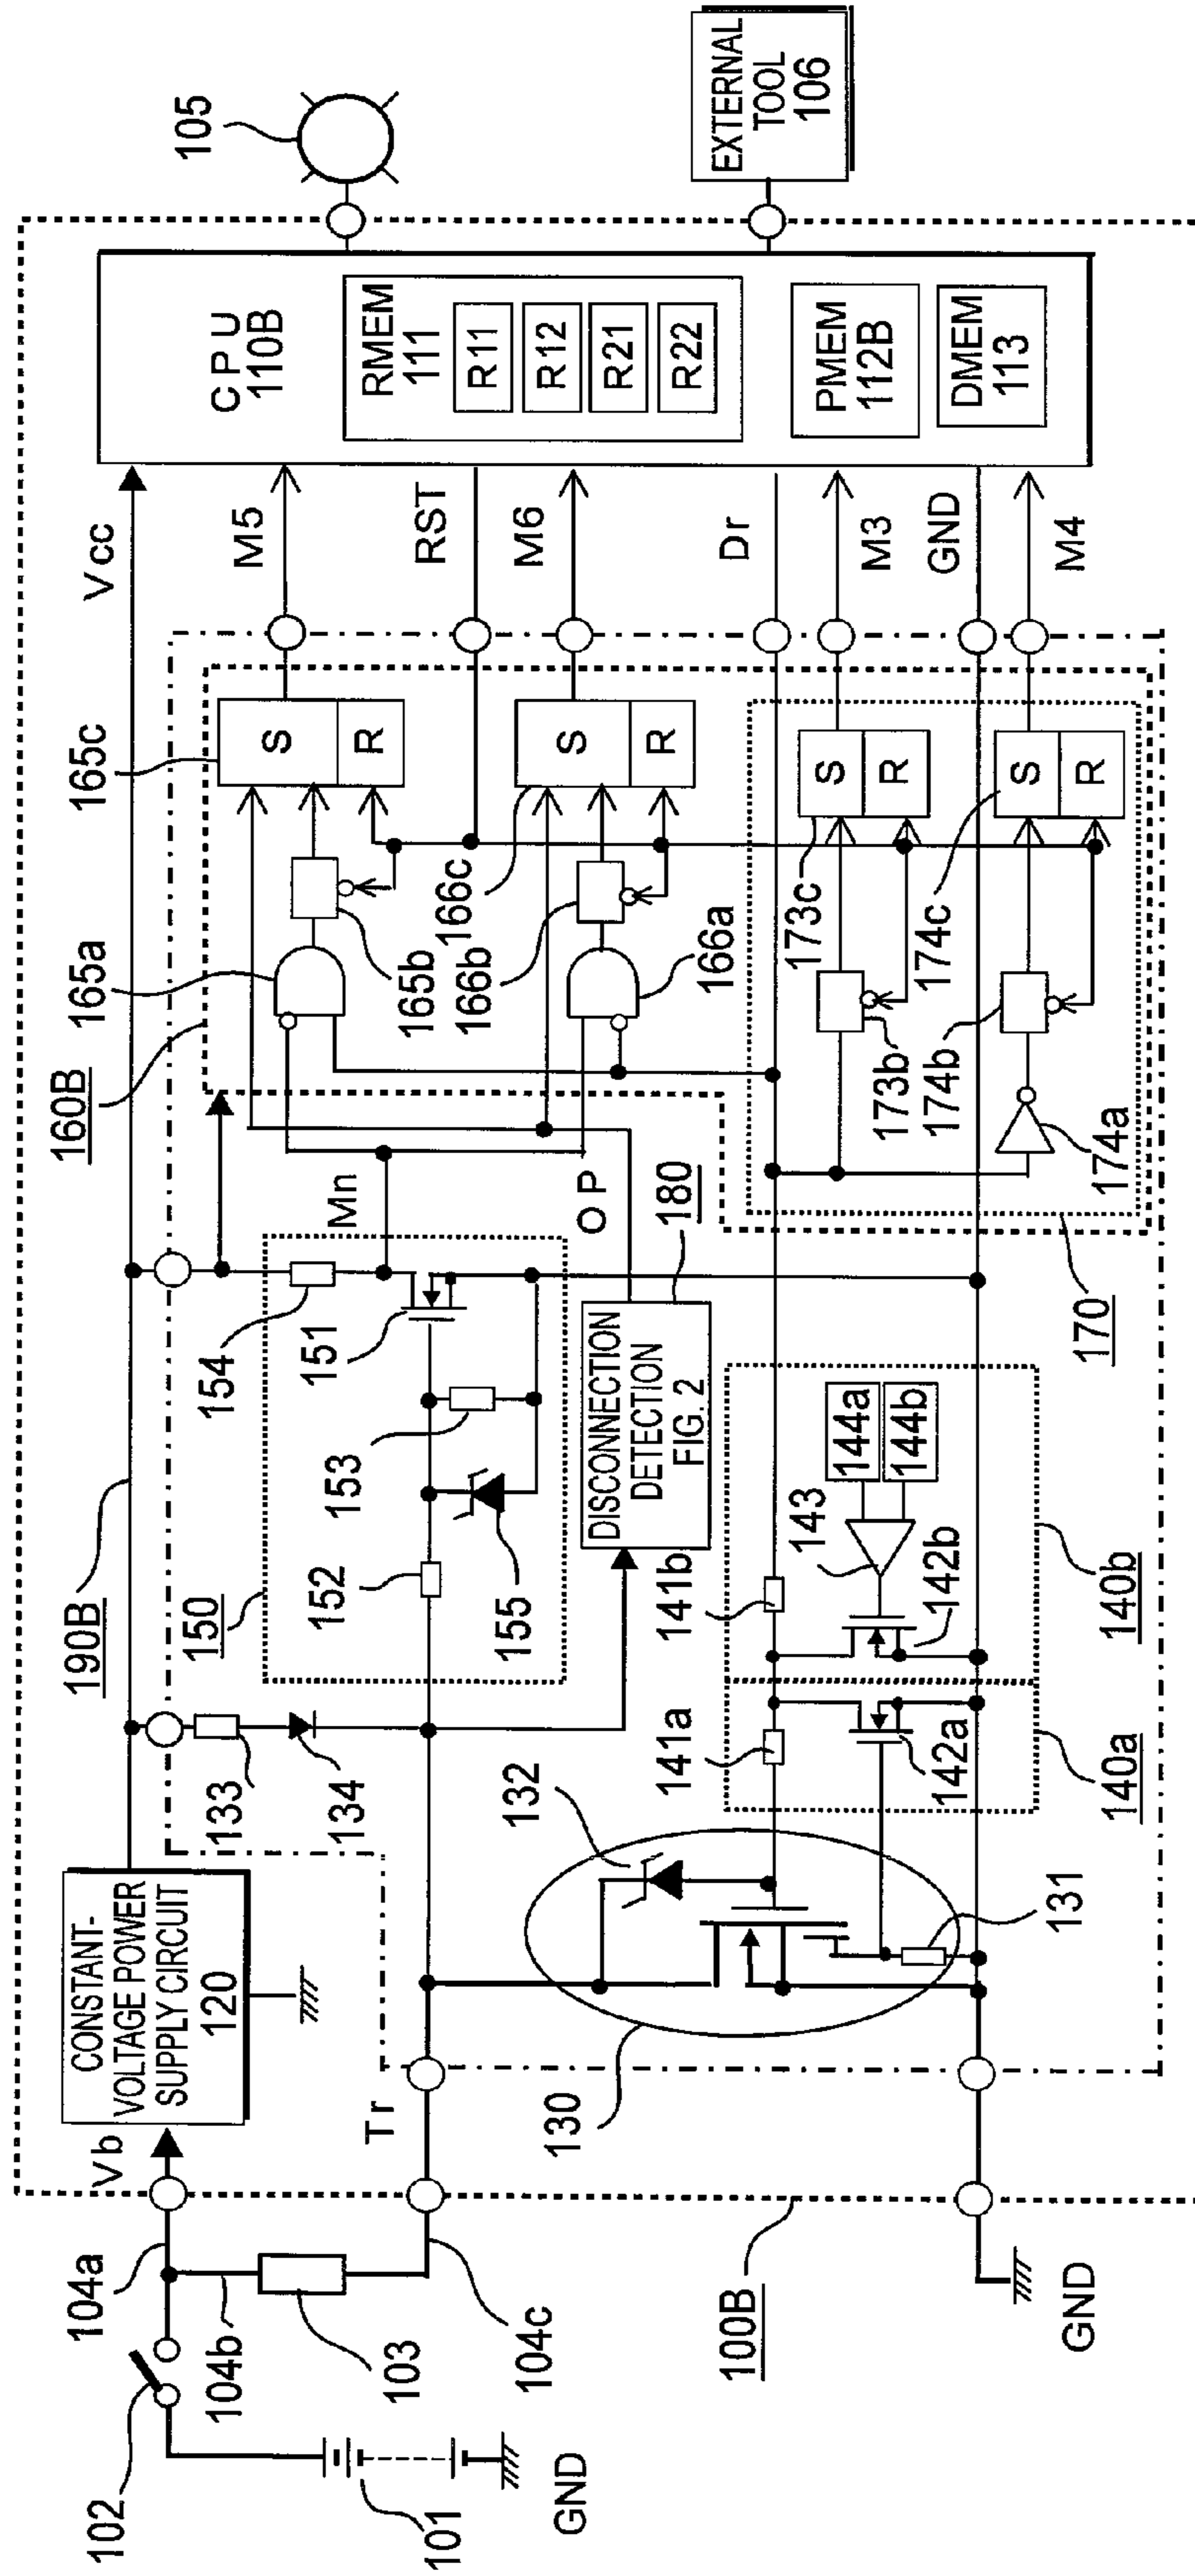 105
EXTERNAL
TOOL
106
CPU
110B
RMEM
111
R11
R12
R21
R22
PMEM
112B
DMEM
113
Vcc
M5
RST
M6
Dr
M3
GND
M4
165c
S
R
S
R
S
R
S
R
165a
160B
165b
166c
166b
166a
173c
174c
173b
174b
174a
170
Mn
OP
180
154
151
153
152
155
150
190B
DISCONNECTION
DETECTION
FIG. 2
144a
144b
143
142b
141b
140b
141a
142a
140a
133
134
132
131
130
CONSTANT-
VOLTAGE POWER
SUPPLY CIRCUIT
120
Vb
Tr
104a
104b
104c
103
102
101
GND
100B
GND